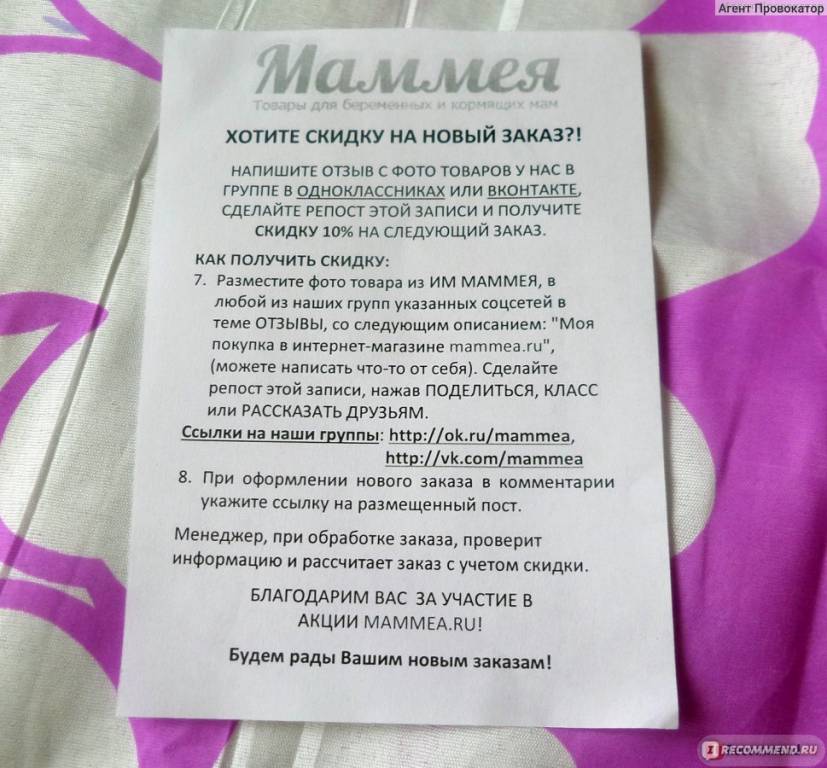 Агент Провокатор
Маммея
Товары для беременных и кормящих мам
ХОТИТЕ СКИДКУ НА НОВЫЙ ЗАКАЗ?!
НАПИШИТЕ ОТЗЫВ С ФОТО ТОВАРОВ У НАС В
ГРУППЕ В ОДНОКЛАССНИКАХ ИЛИ ВКОНТАКТЕ,
СДЕЛАЙТЕ РЕПОСТ ЭТОЙ ЗАПИСИ И ПОЛУЧИТЕ
СКИДКУ 10% НА СЛЕДУЮЩИЙ ЗАКАЗ.
КАК ПОЛУЧИТЬ СКИДКУ:
7. Разместите фото товара из ИМ МАММЕЯ, в
любой из наших групп указанных соцсетей в
теме ОТЗЫВЫ, со следующим описанием: "Моя
покупка в интернет-магазине mammea.ru",
(можете написать что-то от себя). Сделайте
репост этой записи, нажав ПОДЕЛИТЬСЯ, КЛАСС
или РАССКАЗАТЬ ДРУЗЬЯМ.
Ссылки на наши группы: http://ok.ru/mammea,
http://vk.com/mammea
8. При оформлении нового заказа в комментарии
укажите ссылку на размещенный пост.
Менеджер, при обработке заказа, проверит
информацию и рассчитает заказ с учетом скидки.
БЛАГОДАРИМ ВАС ЗА УЧАСТИЕ В
АКЦИИ MAMMEA.RU!
Будем рады Вашим новым заказам!
IRECOMMEND.RU